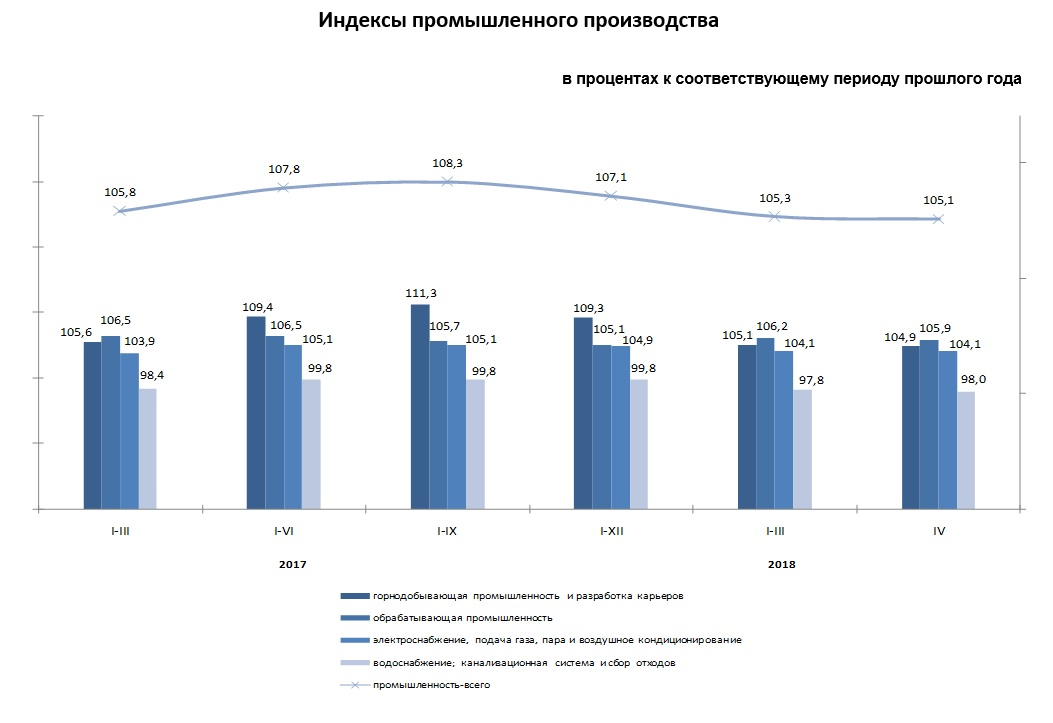 Индексы промышленного производства
в процентах к соответствующему периоду прошлого года
105,8 107,8 108,3 107,1 105,3 105,1
105,6 106,5 103,9 98,4
109,4 106,5 105,1 99,8
111,3 105,7 105,1 99,8
109,3 105,1 104,9 99,8
105,1 106,2 104,1 97,8
104,9 105,9 104,1 98,0
I-III I-VI I-IX I-XII I-III IV
2017 2018
горнодобывающая промышленность и разработка карьеров
обрабатывающая промышленность
электроснабжение, подача газа, пара и воздушное кондиционирование
водоснабжение; канализационная система и сбор отходов
промышленность-всего